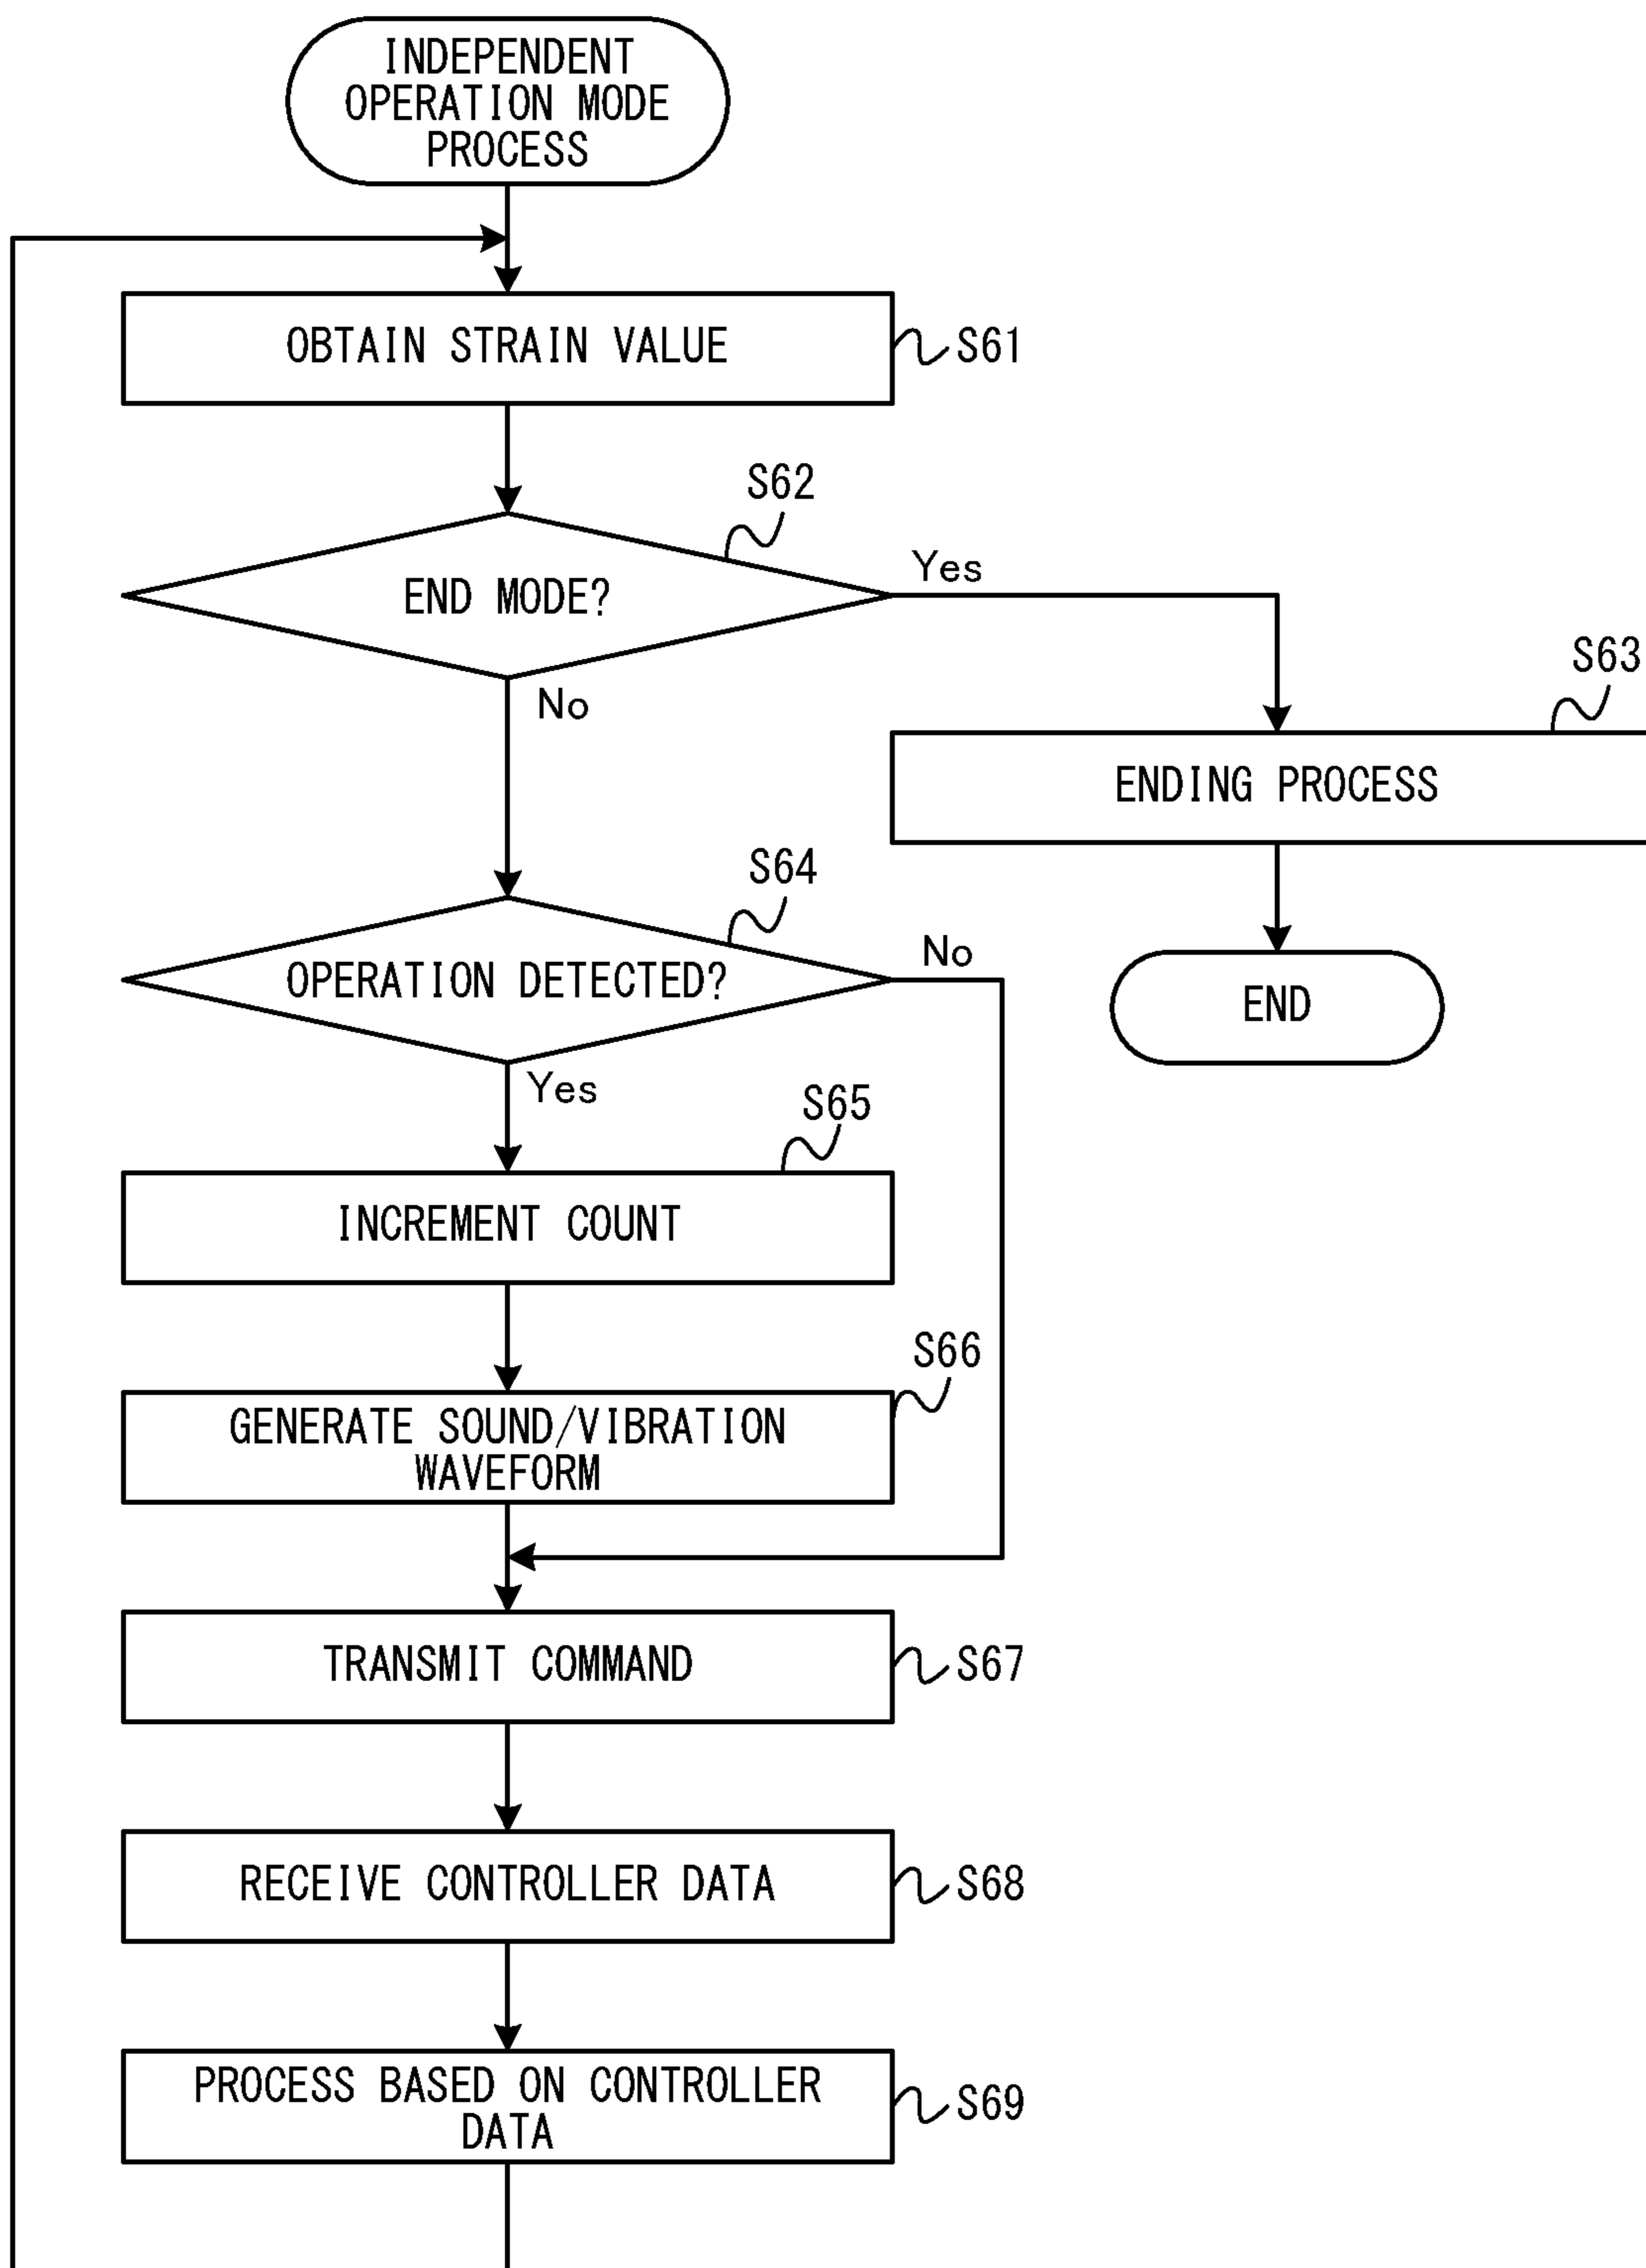 INDEPENDENT
OPERATION MODE
PROCESS
OBTAIN STRAIN VALUE
S61
S62
END MODE?
Yes
No
S63
ENDING PROCESS
END
S64
OPERATION DETECTED?
No
Yes
S65
INCREMENT COUNT
S66
GENERATE SOUND/VIBRATION
WAVEFORM
TRANSMIT COMMAND
S67
RECEIVE CONTROLLER DATA
S68
PROCESS BASED ON CONTROLLER
DATA
S69